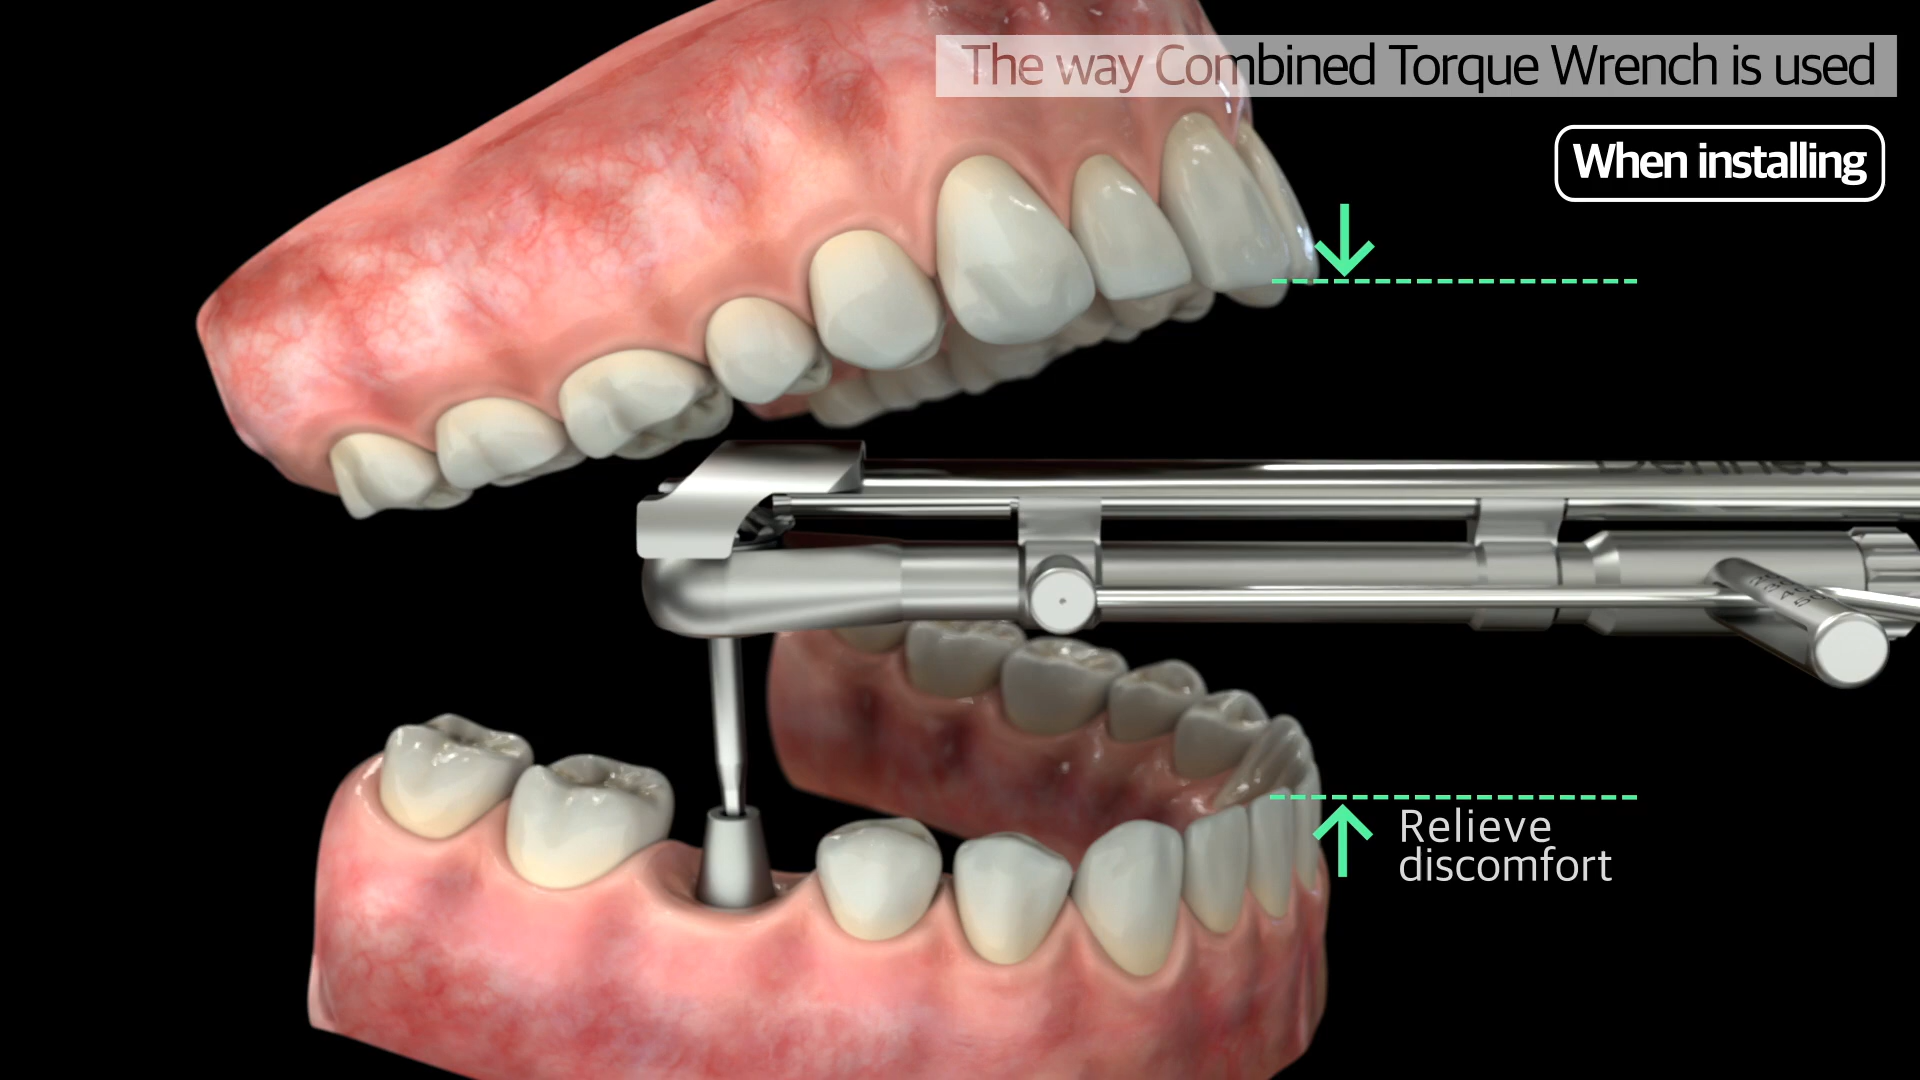 The way Combined Torque Wrench is used
When installing
Relieve
discomfort